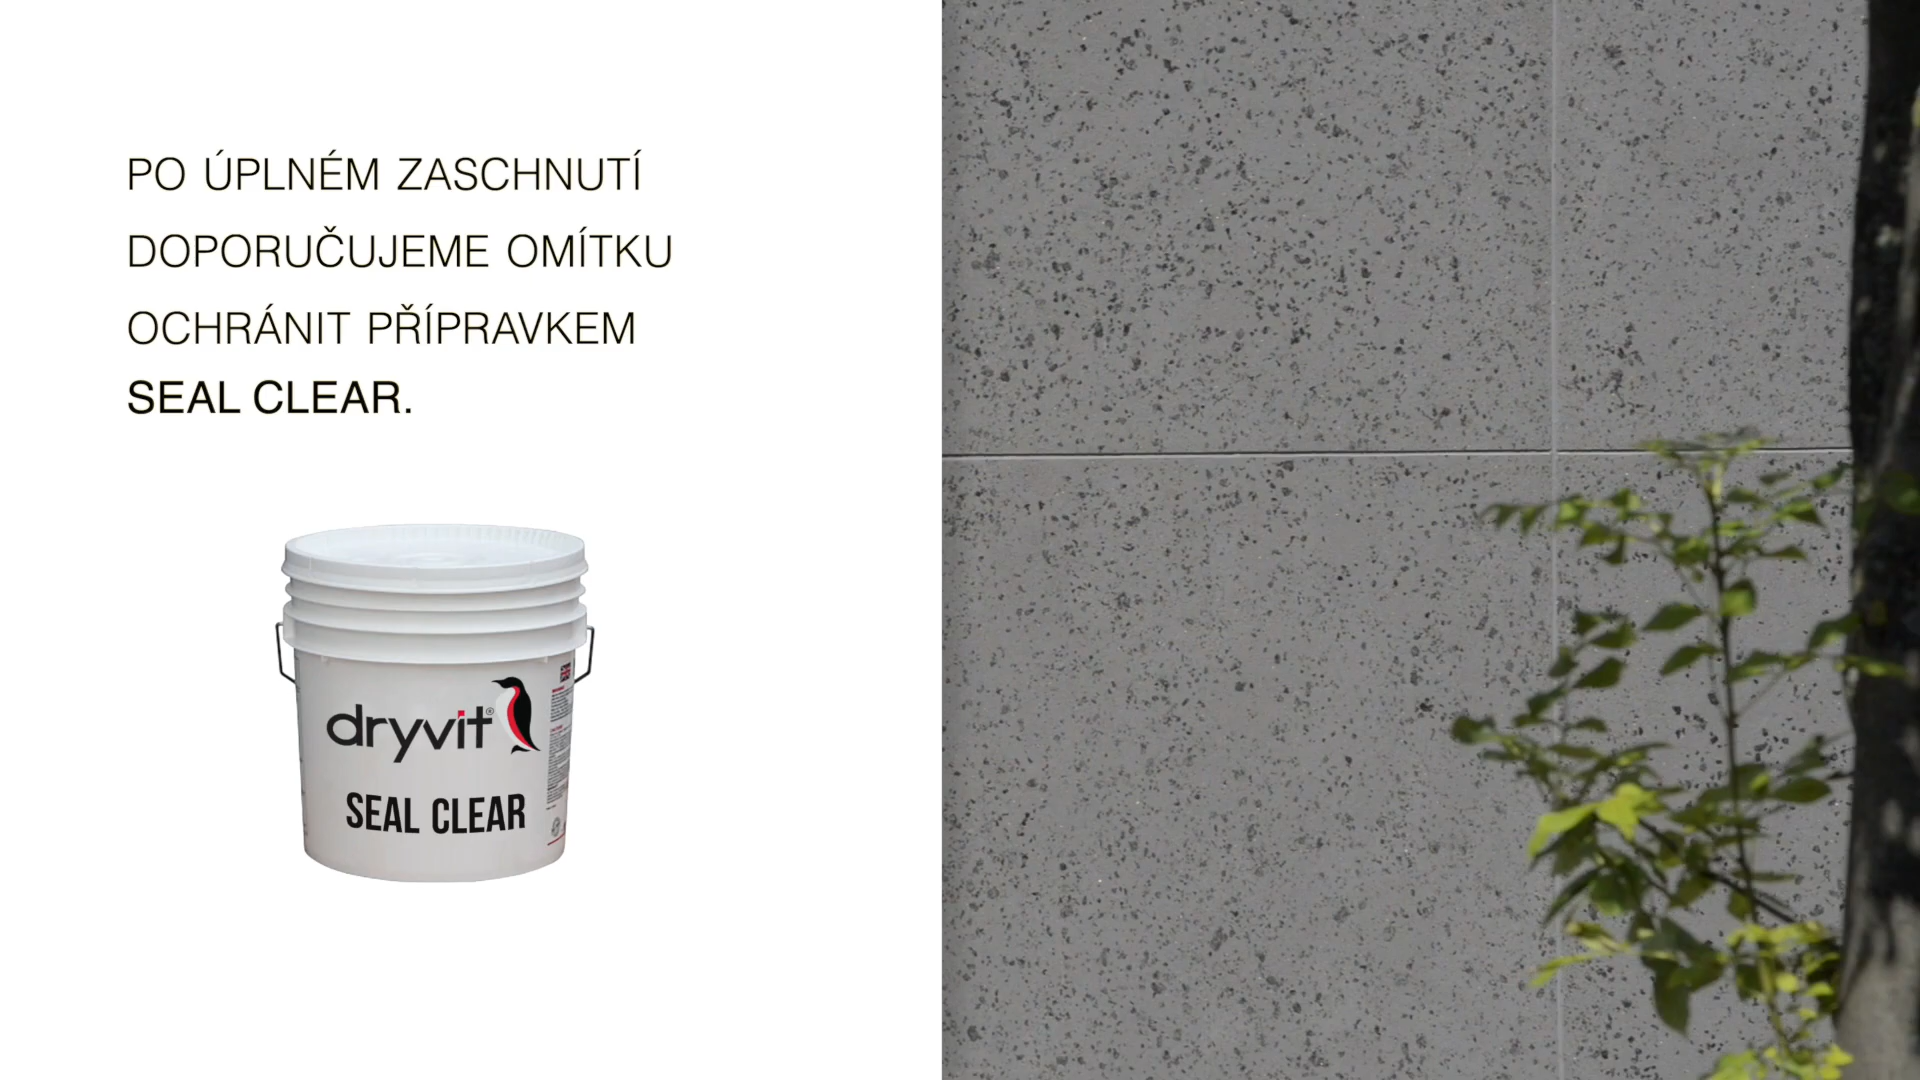 PO ÚPLNÉM ZASCHNUTÍ
DOPORUČUJEME OMÍTKU
OCHRÁNIT PŘÍPRAVKEM
SEAL CLEAR.
dryvit®
SEAL CLEAR